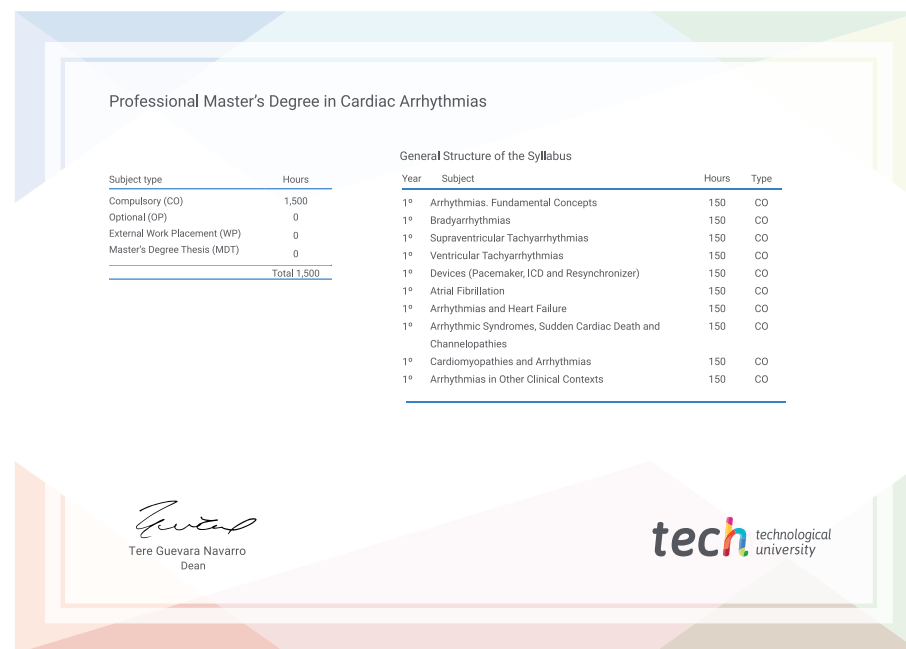 Professional Master's Degree in Cardiac Arrhythmias
Subject type Hours
Compulsory (CO) 1,500
Optional (OP) 0
External Work Placement (WP) 0
Master's Degree Thesis (MDT) 0
Total 1,500
General Structure of the Syllabus
Year Subject Hours Type
1º Arrhythmias. Fundamental Concepts 150 CO
1º Bradyarrhythmias 150 CO
1º Supraventricular Tachyarrhythmias 150 CO
1º Ventricular Tachyarrhythmias 150 CO
1º Devices (Pacemaker, ICD and Resynchronizer) 150 CO
1º Atrial Fibrillation 150 CO
1º Arrhythmias and Heart Failure 150 CO
1º Arrhythmic Syndromes, Sudden Cardiac Death and 150 CO
Channelopathies
1º Cardiomyopathies and Arrhythmias 150 CO
1º Arrhythmias in Other Clinical Contexts 150 CO
Tere Guevara Navarro
Dean
tech technological
university